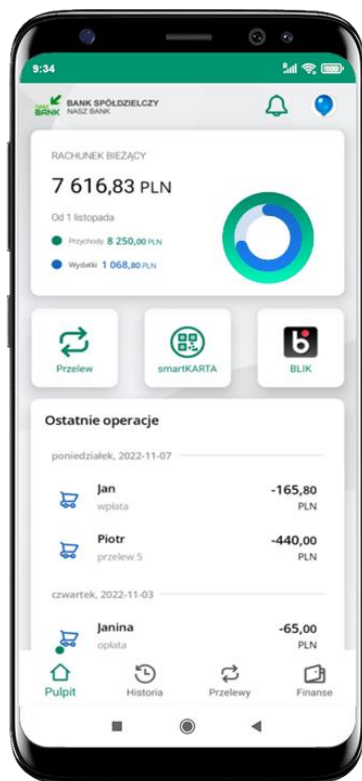 9:34
nasz BANK
BANK SPÓŁDZIELCZY
NASZ BANK
RACHUNEK BIEŻĄCY
7 616,83 PLN
Od 1 listopada
Przychody 8 250,00 PLN
Wydatki 1 068,80 PLN
Przelew
smartKARTA
BLIK
Ostatnie operacje
poniedziałek, 2022-11-07
Jan -165,80
wpłata PLN
Piotr -440,00
przelew 5 PLN
czwartek, 2022-11-03
Janina -65,00
opłata PLN
Pulpit Historia Przelewy Finanse